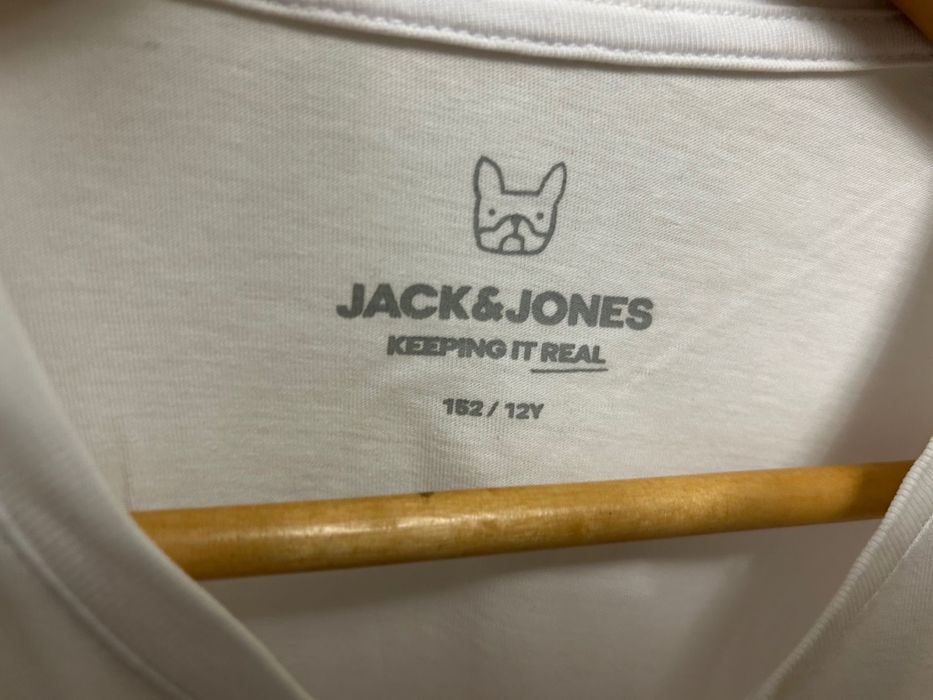 JACK&JONES
KEEPING IT REAL
152 / 12Y